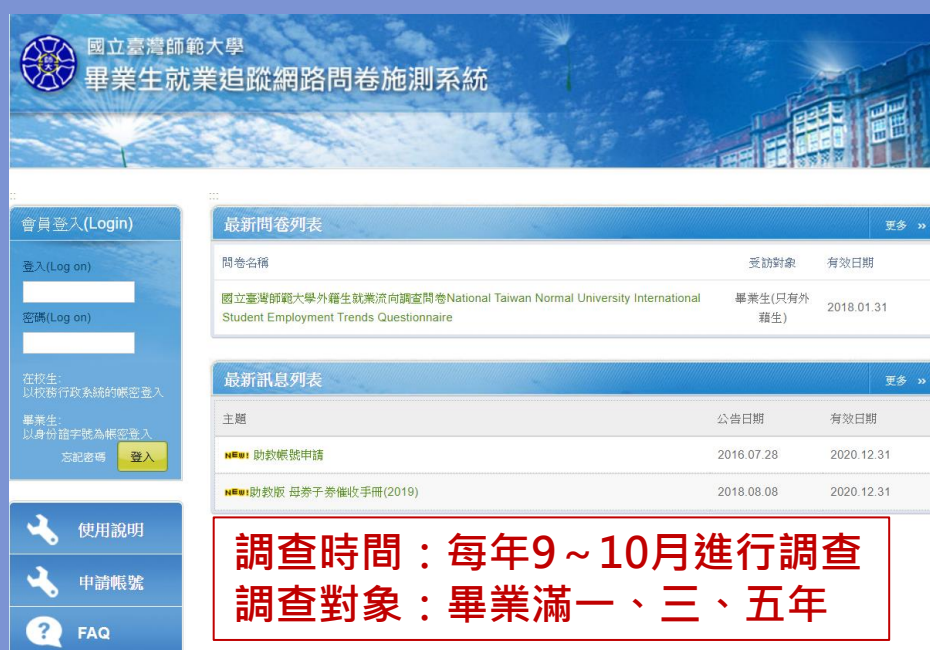 國立臺灣師範大學
畢業生就業追蹤網路問卷施測系統
:::
:::
會員登入(Login)
登入(Log on)
密碼(Log on)
在校生:
以校務行政系統的帳密登入
畢業生:
以身份證字號為帳密登入
忘記密碼 登入
使用說明
申請帳號
FAQ
最新問卷列表 更多 »
問卷名稱 受訪對象 有效日期
國立臺灣師範大學外籍生就業流向調查問卷National Taiwan Normal University International
Student Employment Trends Questionnaire
畢業生(只有外
籍生)
2018.01.31
最新訊息列表 更多 »
主題 公告日期 有效日期
NEW! 助教帳號申請 2016.07.28 2020.12.31
NEW!助教版 母券子券催收手冊(2019) 2018.08.08 2020.12.31
調查時間：每年9～10月進行調查
調查對象：畢業滿一、三、五年